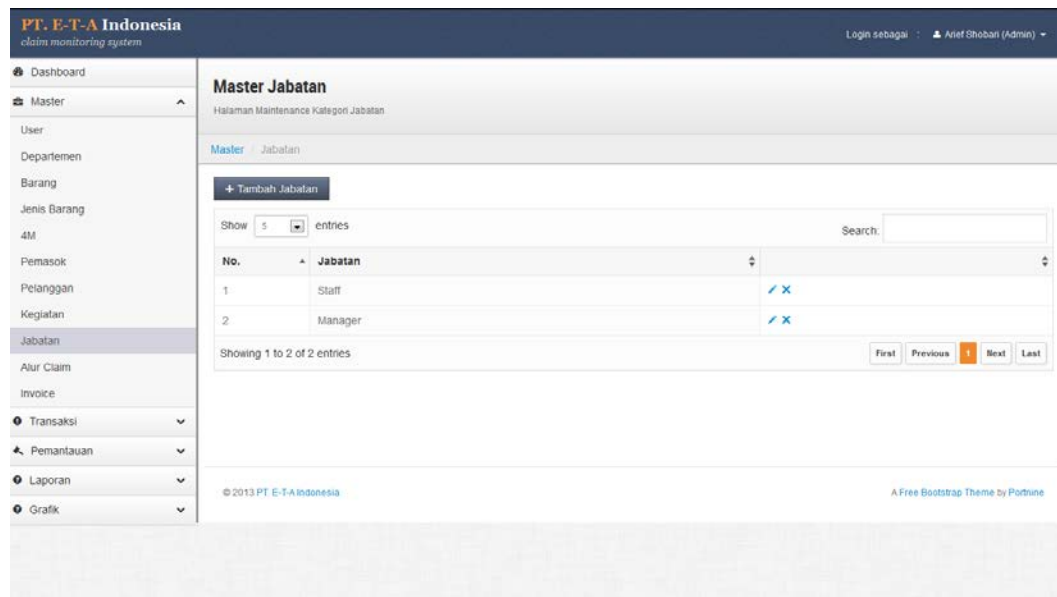 PT. E-T-A Indonesia
claim monitoring system
Login sebagai : Arief Shobari (Admin)
Dashboard
Master
User
Departemen
Barang
Jenis Barang
4M
Pemasok
Pelanggan
Kegiatan
Jabatan
Alur Claim
Invoice
Transaksi
Pemantauan
Laporan
Grafik
Master Jabatan
Halaman Maintenance Kategori Jabatan
Master / Jabatan
+ Tambah Jabatan
Show 5 entries Search:
No. Jabatan
1 Staff
2 Manager
Showing 1 to 2 of 2 entries First Previous 1 Next Last
© 2013 PT E-T-A Indonesia A Free Bootstrap Theme by Portnine